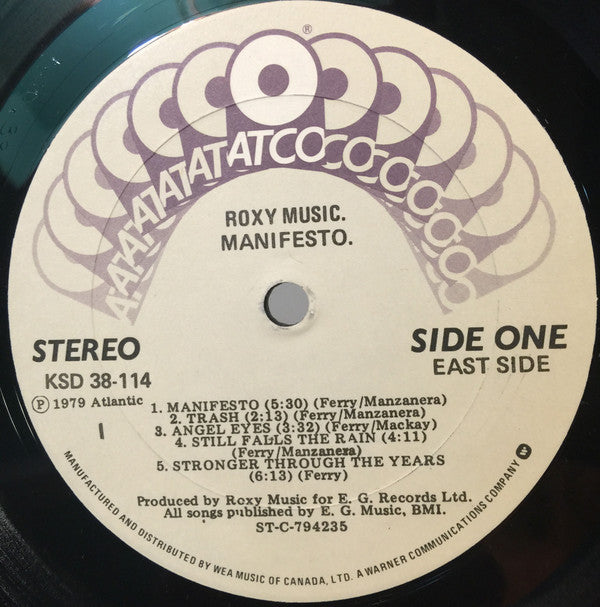 ®
ATATATATATATCOCOCOCOCOCO
ROXY MUSIC.
MANIFESTO.
STEREO
KSD 38-114
Ⓟ 1979 Atlantic
1
SIDE ONE
EAST SIDE
1. MANIFESTO (5:30) (Ferry/Manzanera)
2. TRASH (2:13) (Ferry/Manzanera)
3. ANGEL EYES (3:32) (Ferry/Mackay)
4. STILL FALLS THE RAIN (4:11)
(Ferry/Manzanera)
5. STRONGER THROUGH THE YEARS
(6:13) (Ferry)
Produced by Roxy Music for E. G. Records Ltd.
All songs published by E. G. Music, BMI.
ST-C-794235
MANUFACTURED AND DISTRIBUTED BY WEA MUSIC OF CANADA, LTD. A WARNER COMMUNICATIONS COMPANY